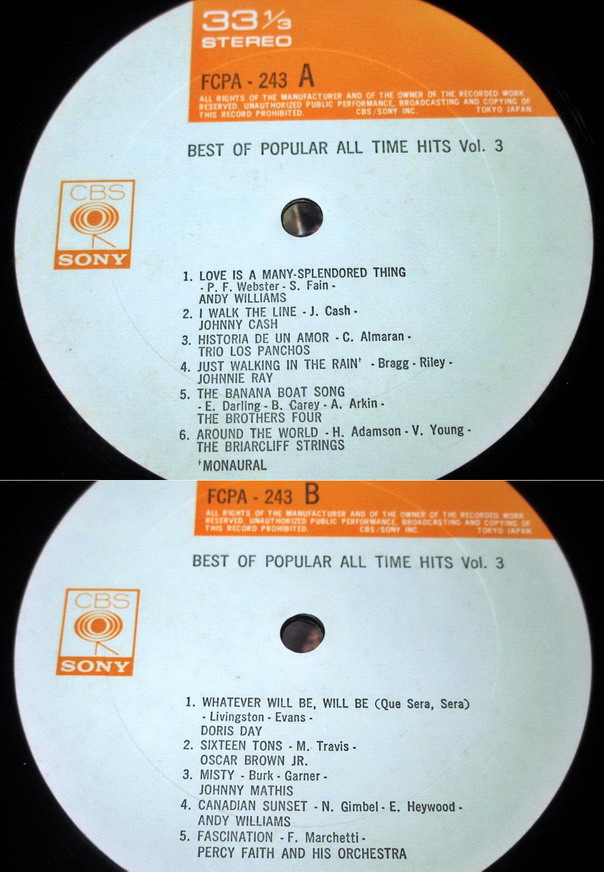 33 1/3
STEREO
FCPA - 243 A
ALL RIGHTS OF THE MANUFACTURER AND OF THE OWNER OF THE RECORDED WORK
RESERVED. UNAUTHORIZED PUBLIC PERFORMANCE, BROADCASTING AND COPYING OF
THIS RECORD PROHIBITED. CBS/SONY INC. TOKYO JAPAN
BEST OF POPULAR ALL TIME HITS Vol. 3
CBS
SONY
1. LOVE IS A MANY-SPLENDORED THING
- P. F. Webster - S. Fain -
ANDY WILLIAMS
2. I WALK THE LINE - J. Cash -
JOHNNY CASH
3. HISTORIA DE UN AMOR - C. Almaran -
TRIO LOS PANCHOS
4. JUST WALKING IN THE RAIN† - Bragg - Riley -
JOHNNIE RAY
5. THE BANANA BOAT SONG
- E. Darling - B. Carey - A. Arkin -
THE BROTHERS FOUR
6. AROUND THE WORLD - H. Adamson - V. Young -
THE BRIARCLIFF STRINGS
†MONAURAL
FCPA - 243 B
ALL RIGHTS OF THE MANUFACTURER AND OF THE OWNER OF THE RECORDED WORK
RESERVED. UNAUTHORIZED PUBLIC PERFORMANCE, BROADCASTING AND COPYING OF
THIS RECORD PROHIBITED. CBS/SONY INC. TOKYO JAPAN
BEST OF POPULAR ALL TIME HITS Vol. 3
CBS
SONY
1. WHATEVER WILL BE, WILL BE (Que Sera, Sera)
- Livingston - Evans -
DORIS DAY
2. SIXTEEN TONS - M. Travis -
OSCAR BROWN JR.
3. MISTY - Burk - Garner -
JOHNNY MATHIS
4. CANADIAN SUNSET - N. Gimbel - E. Heywood -
ANDY WILLIAMS
5. FASCINATION - F. Marchetti -
PERCY FAITH AND HIS ORCHESTRA